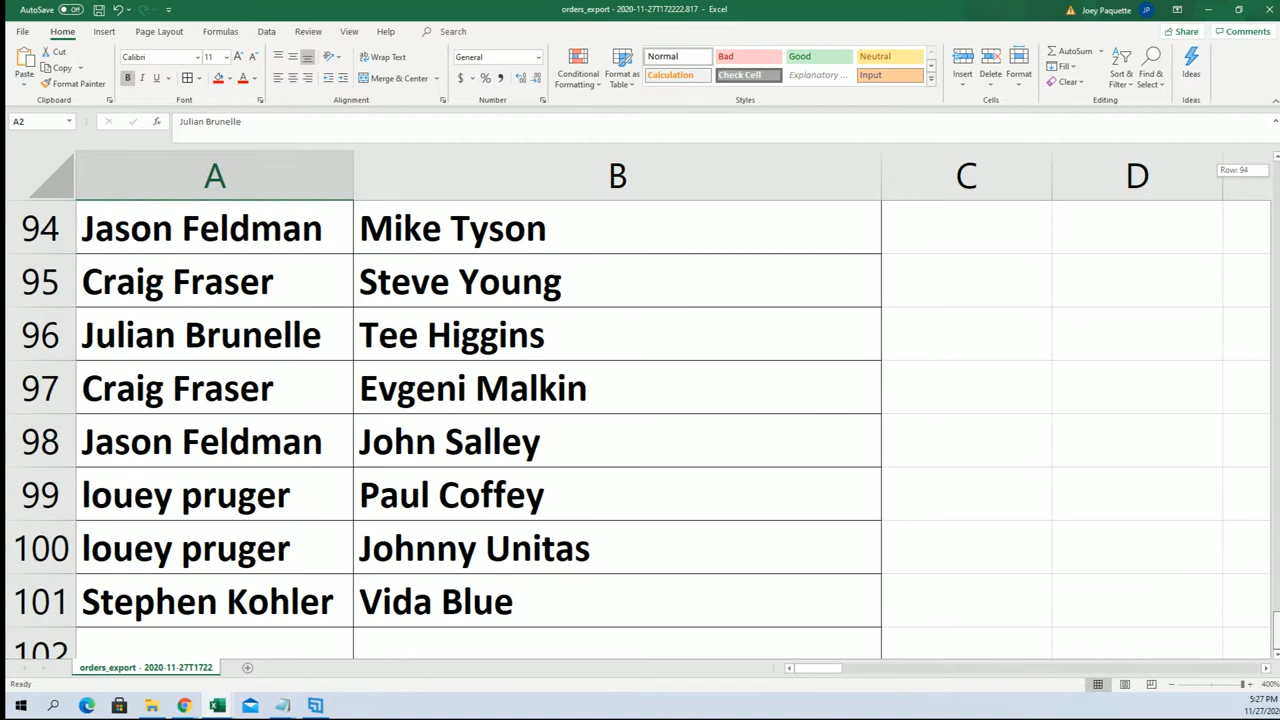 AutoSave Off orders_export - 2020-11-27T172222.817 - Excel Joey Paquette JP
File Home Insert Page Layout Formulas Data Review View Help Search Share Comments
Paste Cut Copy Format Painter Clipboard
Calibri 11 B I U Font
Wrap Text Merge & Center Alignment
General $ % Number
Conditional Formatting Format as Table
Normal Bad Good Neutral
Calculation Check Cell Explanatory ... Input Styles
Insert Delete Format Cells
AutoSum Fill Clear Sort & Filter Find & Select Editing
Ideas Ideas
A2 fx Julian Brunelle
A B C D Row: 94
94 Jason Feldman Mike Tyson
95 Craig Fraser Steve Young
96 Julian Brunelle Tee Higgins
97 Craig Fraser Evgeni Malkin
98 Jason Feldman John Salley
99 louey pruger Paul Coffey
100 louey pruger Johnny Unitas
101 Stephen Kohler Vida Blue
102
orders_export - 2020-11-27T1722
Ready 400%
5:27 PM